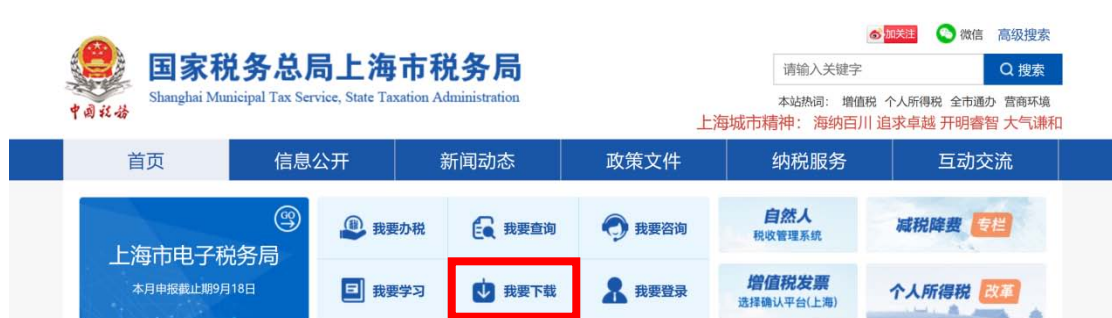 加关注 微信 高级搜索
国家税务总局上海市税务局
Shanghai Municipal Tax Service, State Taxation Administration
中国税务
请输入关键字 搜索
本站热词： 增值税 个人所得税 全市通办 营商环境
上海城市精神： 海纳百川 追求卓越 开明睿智 大气谦和
首页 信息公开 新闻动态 政策文件 纳税服务 互动交流
GO
上海市电子税务局
本月申报截止期9月18日
我要办税 我要查询 我要咨询
我要学习 我要下载 我要登录
自然人
税收管理系统
减税降费 专栏
增值税发票
选择确认平台(上海)
个人所得税 改革